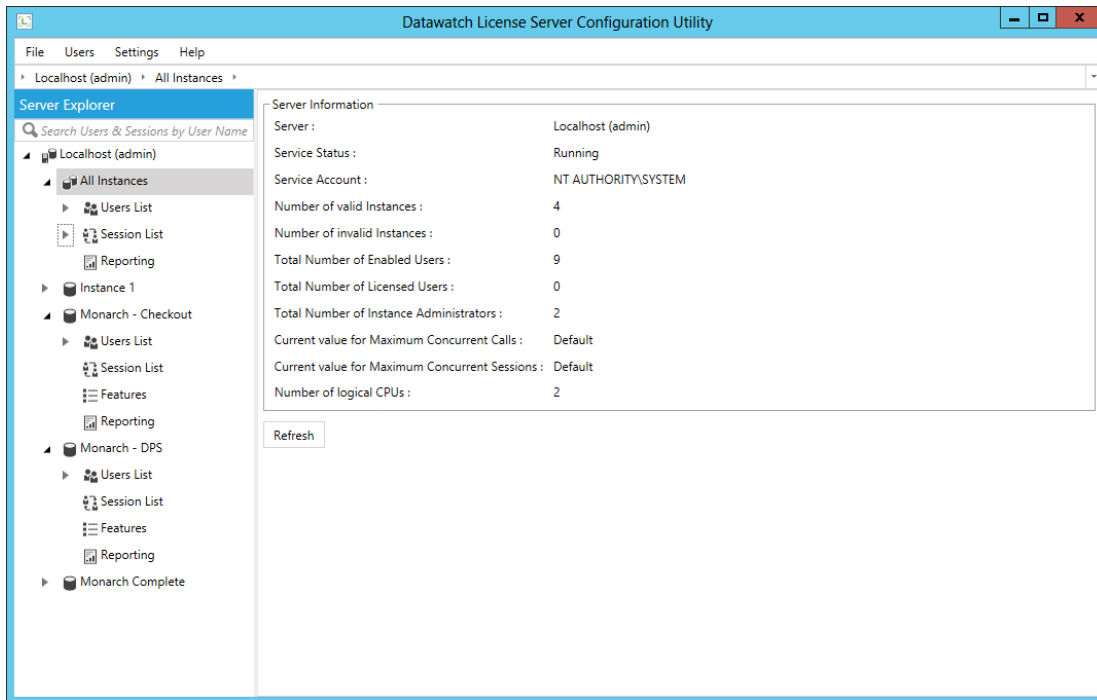 Datawatch License Server Configuration Utility
File Users Settings Help
Localhost (admin) All Instances
Server Explorer
Search Users & Sessions by User Name
Localhost (admin)
All Instances
Users List
Session List
Reporting
Instance 1
Monarch - Checkout
Users List
Session List
Features
Reporting
Monarch - DPS
Users List
Session List
Features
Reporting
Monarch Complete
Server Information
Server : Localhost (admin)
Service Status : Running
Service Account : NT AUTHORITY\SYSTEM
Number of valid Instances : 4
Number of invalid Instances : 0
Total Number of Enabled Users : 9
Total Number of Licensed Users : 0
Total Number of Instance Administrators : 2
Current value for Maximum Concurrent Calls : Default
Current value for Maximum Concurrent Sessions : Default
Number of logical CPUs : 2
Refresh